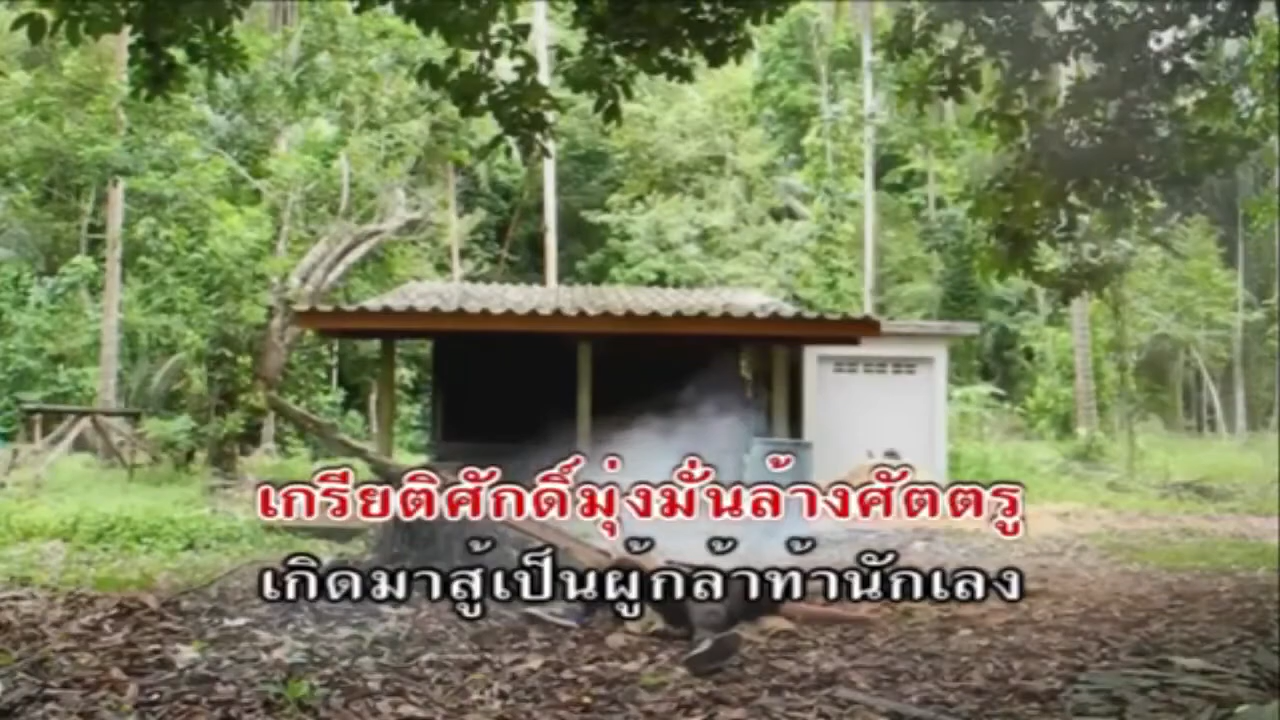 เกรียติศักดิ์มุ่งมั่นล้างศัตตรู
เกิดมาสู้เป็นผู้กล้าท้านักเลง